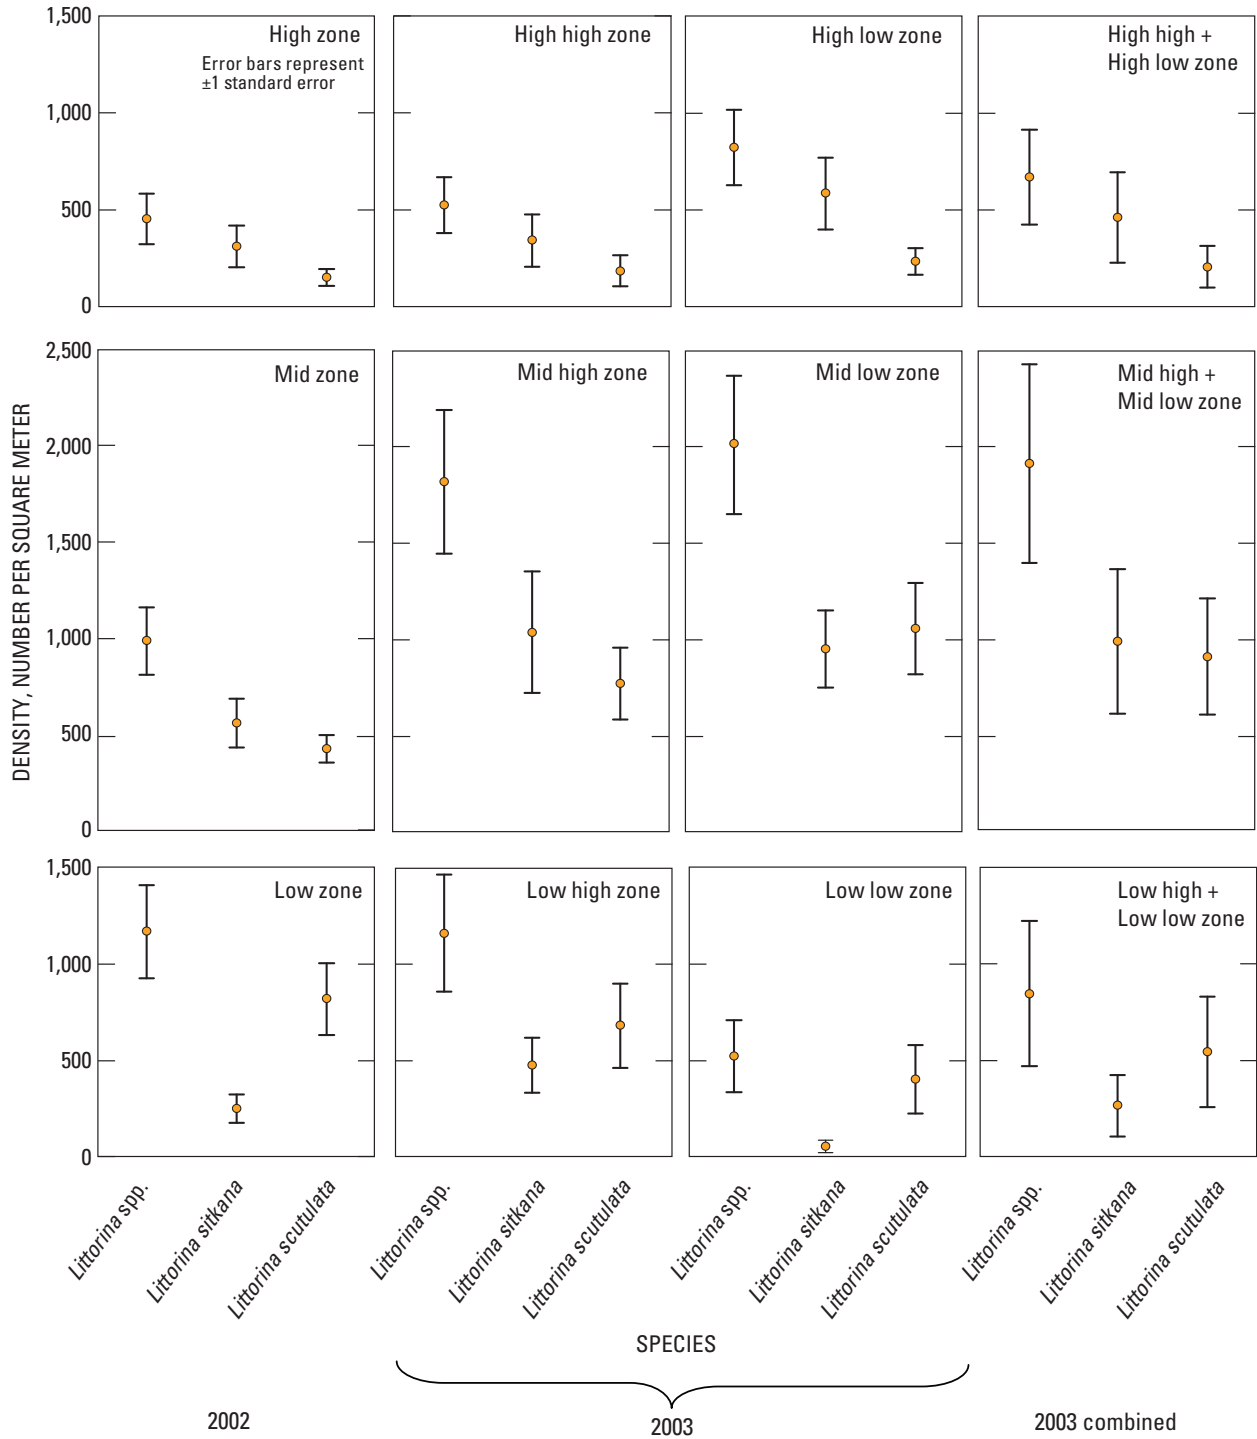 1,500
1,000
500
0
High zone
Error bars represent
±1 standard error
High high zone
High low zone
High high +
High low zone
DENSITY, NUMBER PER SQUARE METER
2,500
2,000
1,500
1,000
500
0
Mid zone
Mid high zone
Mid low zone
Mid high +
Mid low zone
1,500
1,000
500
0
Low zone
Low high zone
Low low zone
Low high +
Low low zone
Littorina spp.
Littorina sitkana
Littorina scutulata
Littorina spp.
Littorina sitkana
Littorina scutulata
Littorina spp.
Littorina sitkana
Littorina scutulata
Littorina spp.
Littorina sitkana
Littorina scutulata
SPECIES
2002
2003
2003 combined